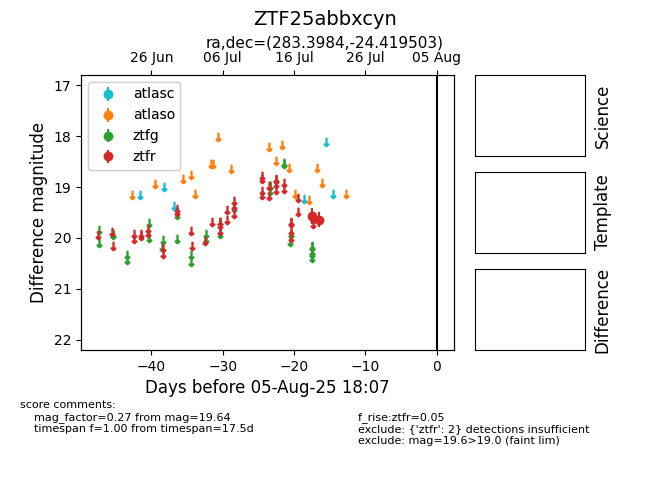 ZTF25abbxcyn
ra,dec=(283.3984,-24.419503)
26 Jun 06 Jul 16 Jul 26 Jul 05 Aug
atlasc
atlaso
ztfg
ztfr
17
18
19
20
21
22
Difference magnitude
−40 −30 −20 −10 0
Days before 05-Aug-25 18:07
Science
Template
Difference
score comments:
mag_factor=0.27 from mag=19.64
timespan f=1.00 from timespan=17.5d
f_rise:ztfr=0.05
exclude: {'ztfr': 2} detections insufficient
exclude: mag=19.6>19.0 (faint lim)